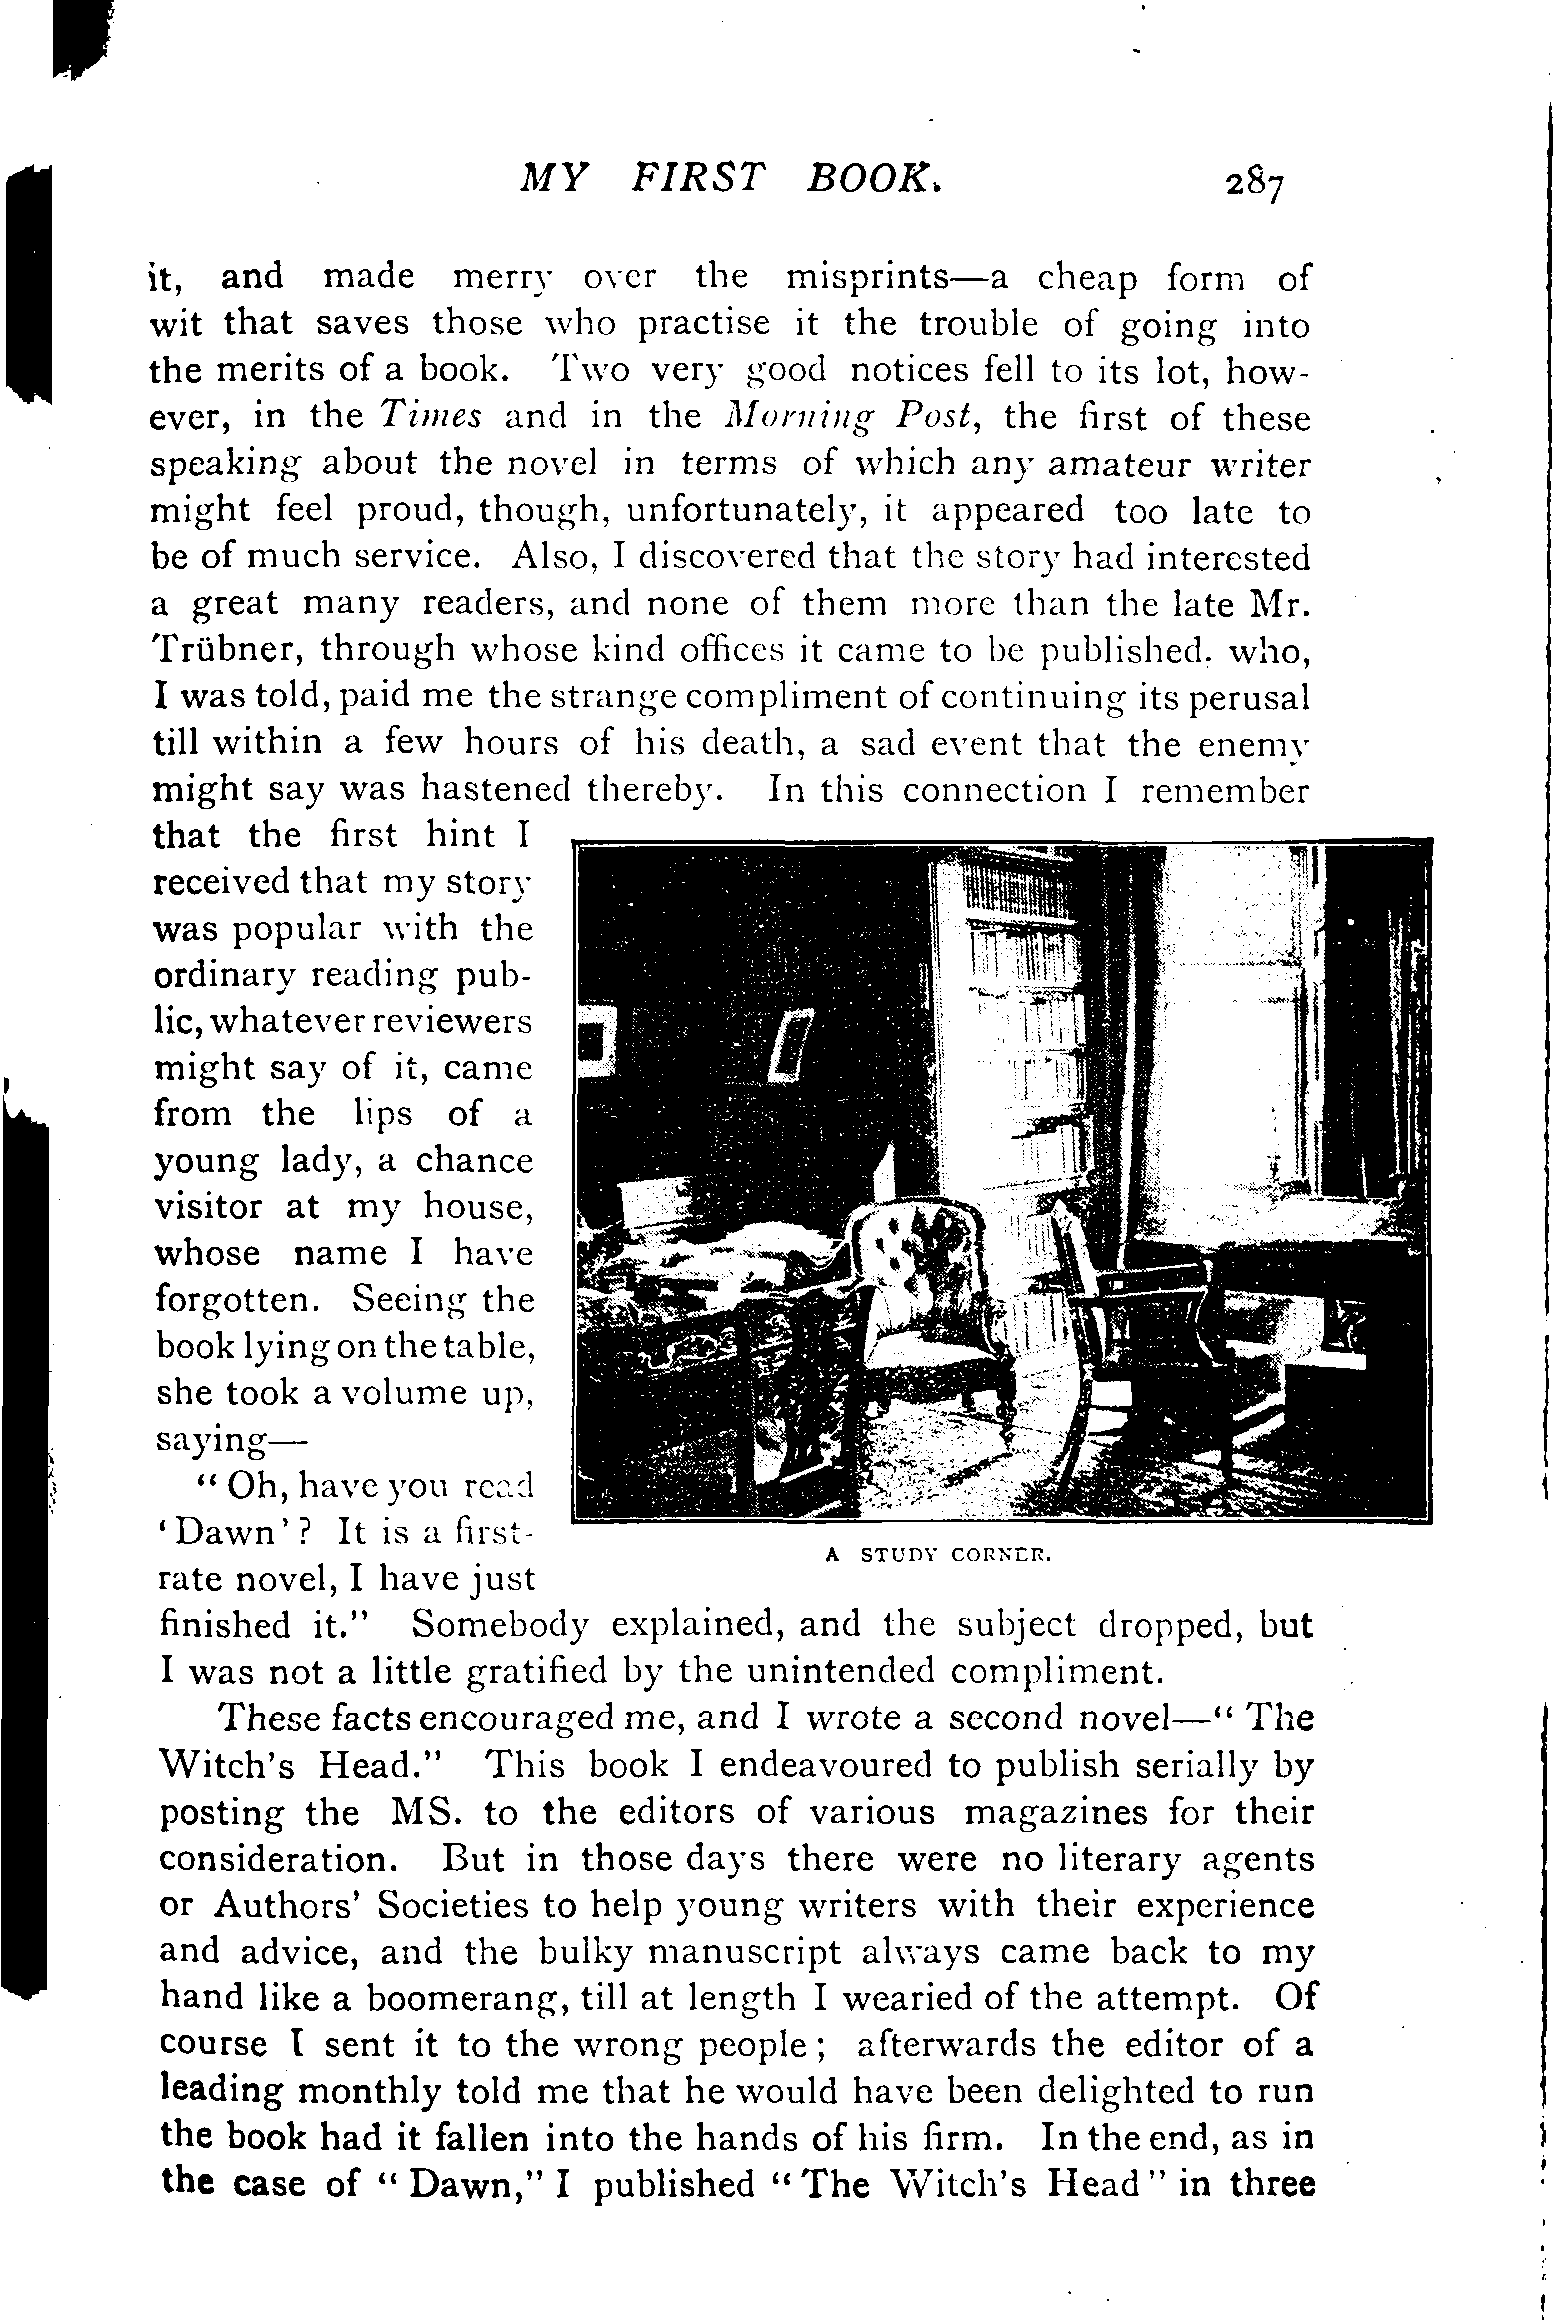 MY FIRST BOOK. 287
it, and made merry over the misprints—a cheap form of
wit that saves those who practise it the trouble of going into
the merits of a book. Two very good notices fell to its lot, how-
ever, in the Times and in the Morning Post, the first of these
speaking about the novel in terms of which any amateur writer
might feel proud, though, unfortunately, it appeared too late to
be of much service. Also, I discovered that the story had interested
a great many readers, and none of them more than the late Mr.
Trübner, through whose kind offices it came to be published, who,
I was told, paid me the strange compliment of continuing its perusal
till within a few hours of his death, a sad event that the enemy
might say was hastened thereby. In this connection I remember
that the first hint I
received that my story
was popular with the
ordinary reading pub-
lic, whatever reviewers
might say of it, came
from the lips of a
young lady, a chance
visitor at my house,
whose name I have
forgotten. Seeing the
book lying on the table,
she took a volume up,
saying—
“Oh, have you read
‘Dawn’? It is a first-
rate novel, I have just
A STUDY CORNER.
finished it.” Somebody explained, and the subject dropped, but
I was not a little gratified by the unintended compliment.
These facts encouraged me, and I wrote a second novel—“The
Witch’s Head.” This book I endeavoured to publish serially by
posting the MS. to the editors of various magazines for their
consideration. But in those days there were no literary agents
or Authors’ Societies to help young writers with their experience
and advice, and the bulky manuscript always came back to my
hand like a boomerang, till at length I wearied of the attempt. Of
course I sent it to the wrong people; afterwards the editor of a
leading monthly told me that he would have been delighted to run
the book had it fallen into the hands of his firm. In the end, as in
the case of “Dawn,” I published “The Witch’s Head” in three